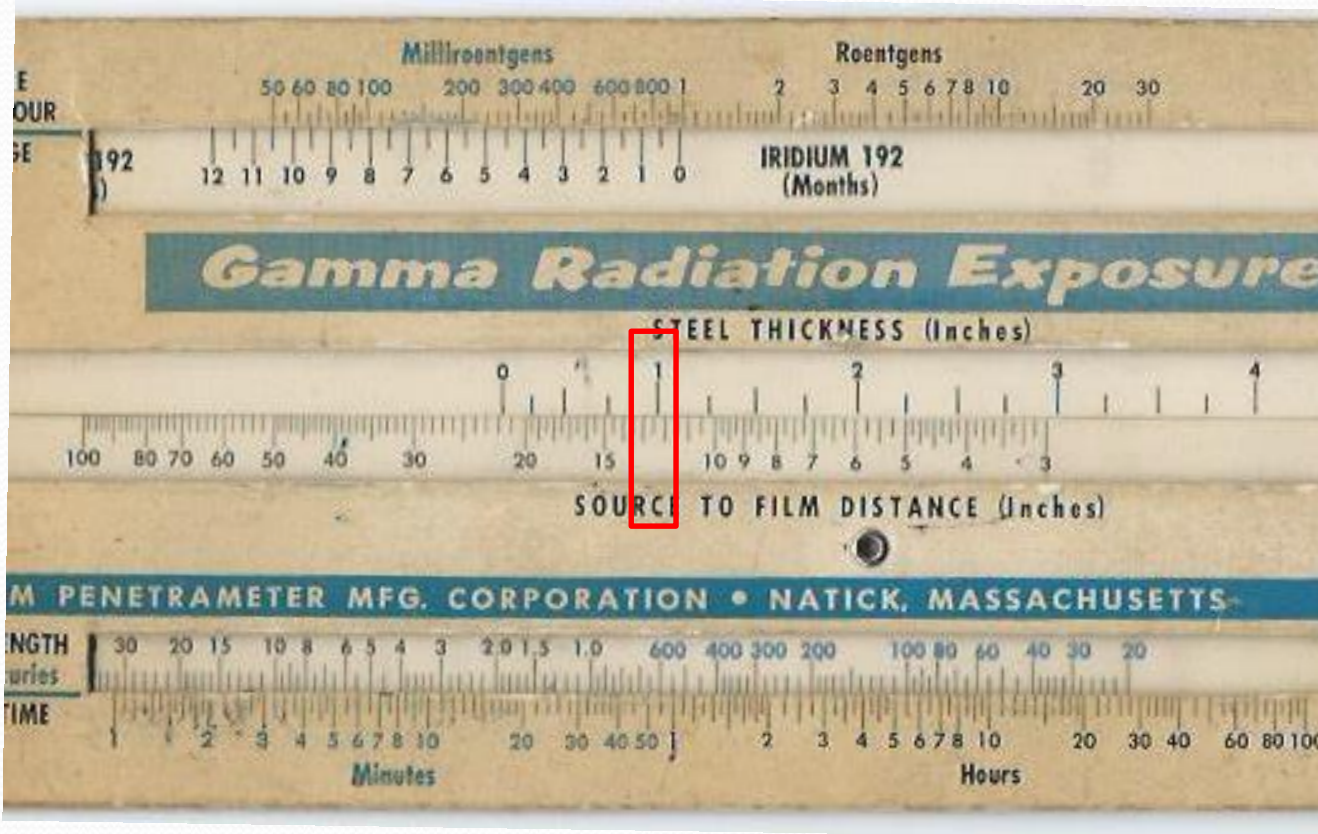 Milliroentgens Roentgens
E 50 60 80 100 200 300 400 600 800 1 2 3 4 5 6 7 8 10 20 30
OUR
GE 192 IRIDIUM 192
) 12 11 10 9 8 7 6 5 4 3 2 1 0 (Months)
Gamma Radiation Exposure
STEEL THICKNESS (Inches)
0 1 2 3 4
100 80 70 60 50 40 30 20 15 10 9 8 7 6 5 4 3
SOURCE TO FILM DISTANCE (Inches)
M PENETRAMETER MFG. CORPORATION • NATICK, MASSACHUSETTS
ENGTH 30 20 15 10 8 6 5 4 3 2.0 1.5 1.0 600 400 300 200 100 80 60 40 30 20
uries
TIME
1 2 3 4 5 6 7 8 10 20 30 40 50 1 2 3 4 5 6 7 8 10 20 30 40 60 80 100
Minutes Hours